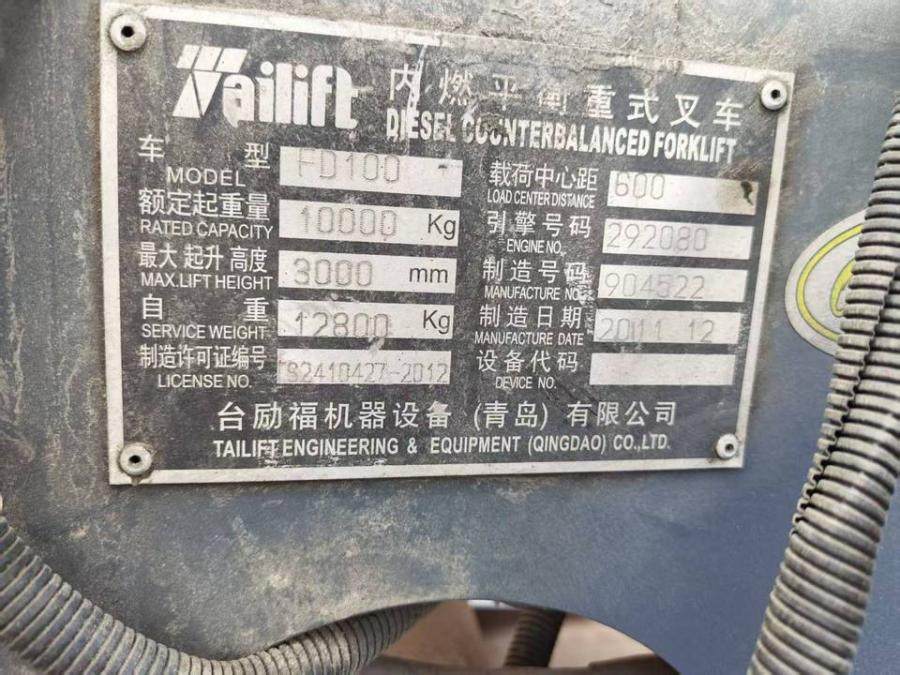 Tailift 内燃平衡重式叉车
DIESEL COUNTERBALANCED FORKLIFT
车型 FD100
MODEL
载荷中心距 600
LOAD CENTER DISTANCE
额定起重量 10000 Kg
RATED CAPACITY
引擎号码 292080
ENGINE NO.
最大起升高度 3000 mm
MAX.LIFT HEIGHT
制造号码 904522
MANUFACTURE NO.
自重 12800 Kg
SERVICE WEIGHT
制造日期 2011 12
MANUFACTURE DATE
制造许可证编号 TS2410427-2012
LICENSE NO.
设备代码
DEVICE NO.
台励福机器设备（青岛）有限公司
TAILIFT ENGINEERING & EQUIPMENT (QINGDAO) CO.,LTD.